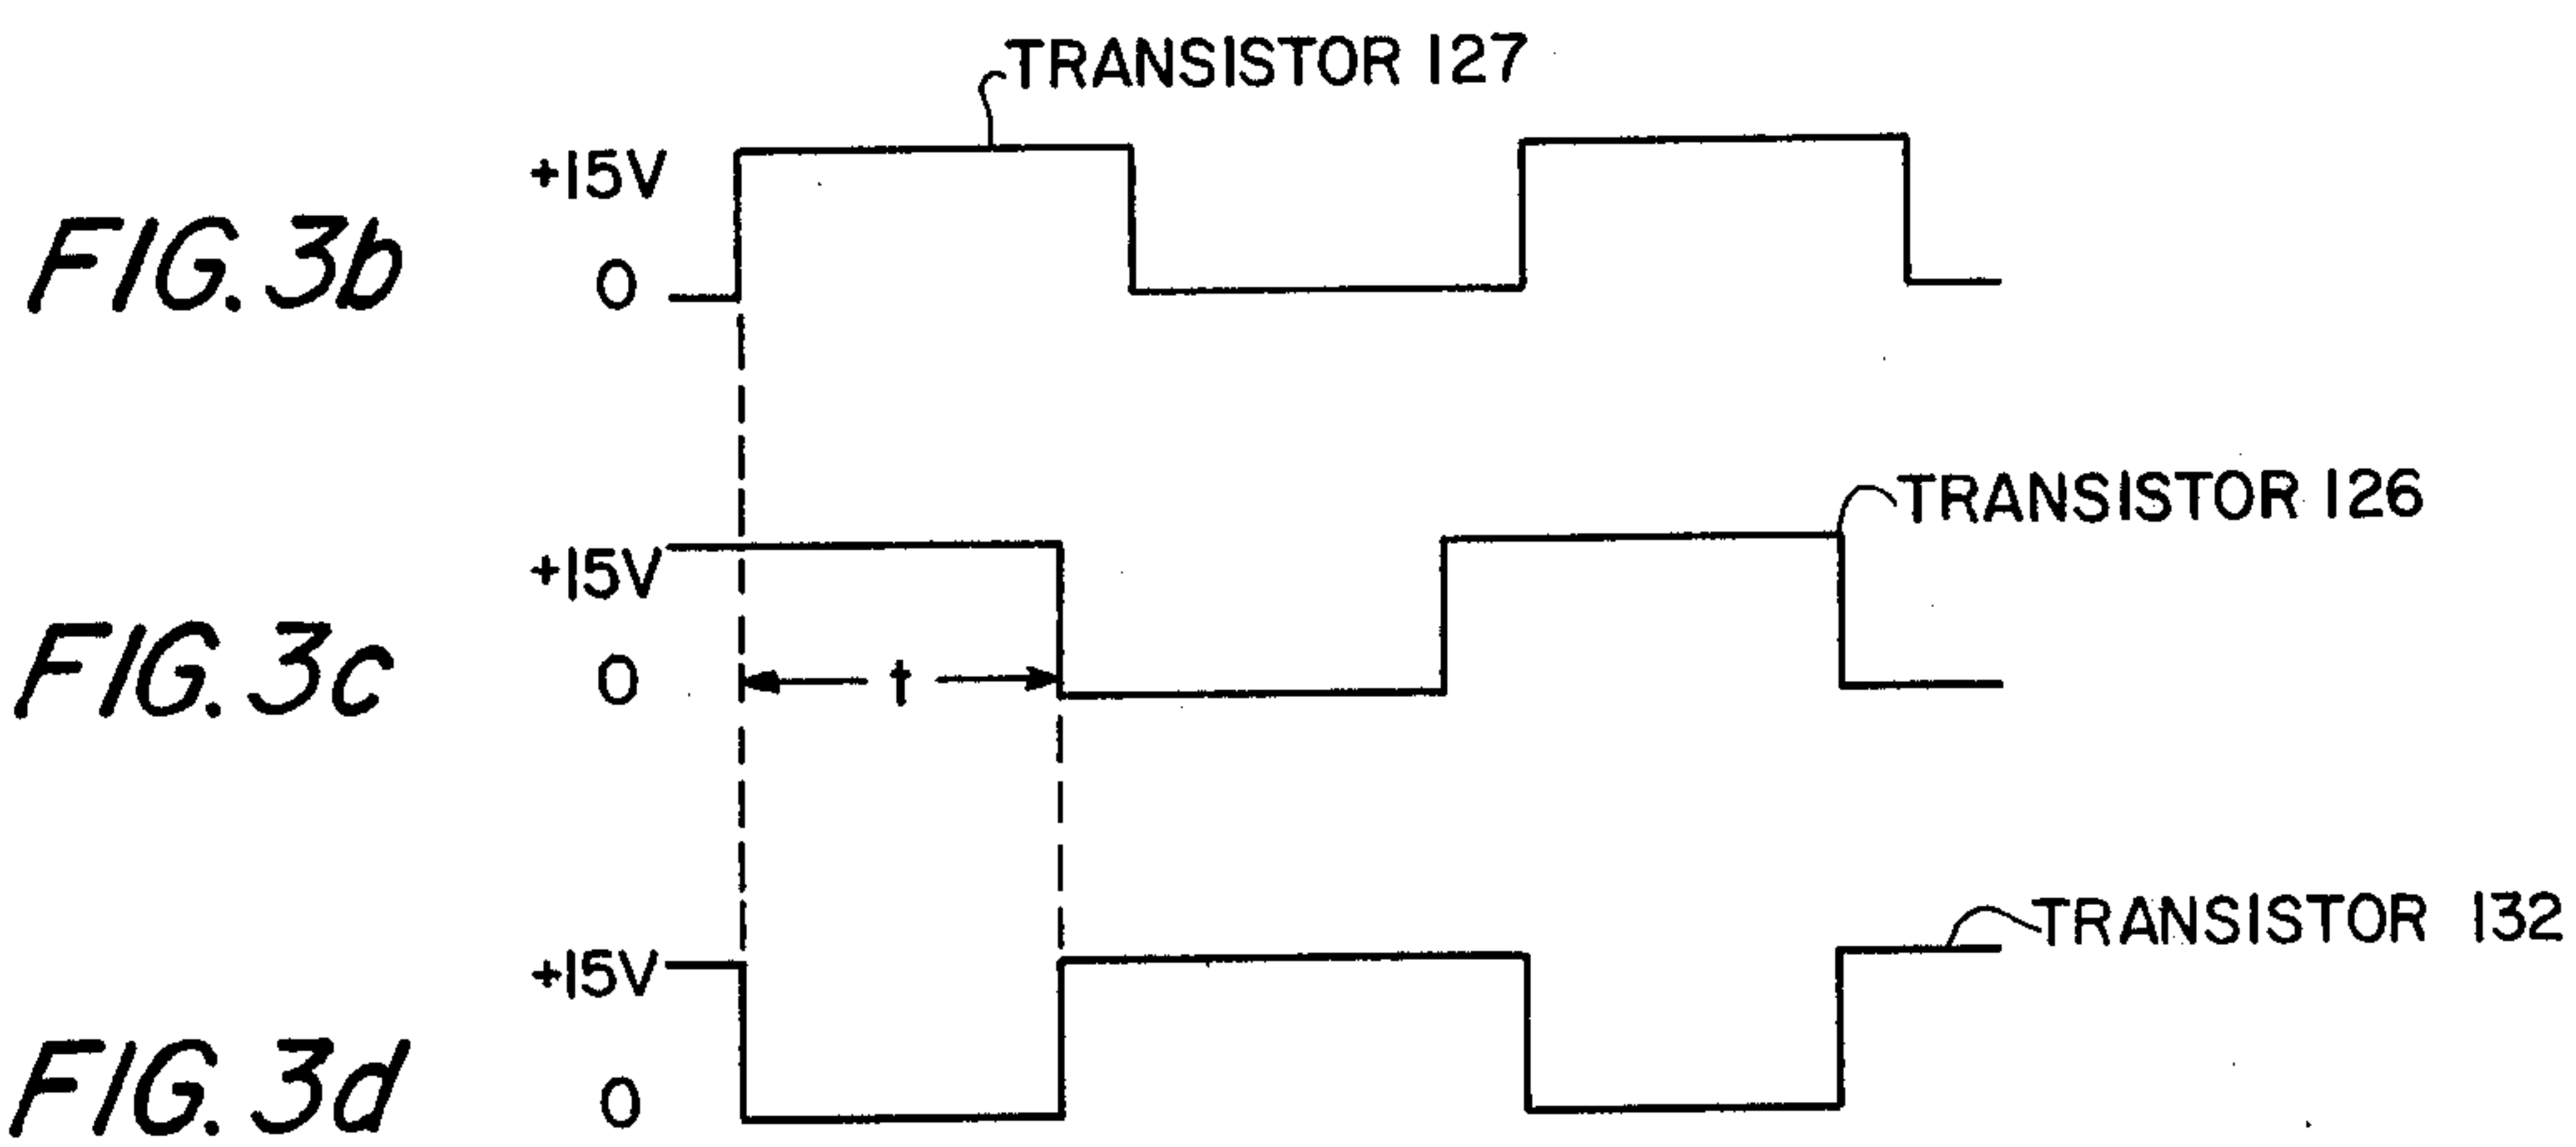 TRANSISTOR 127
+15V
FIG. 3b
0
TRANSISTOR 126
+15V
FIG. 3c
0
t
TRANSISTOR 132
+15V
FIG. 3d
0